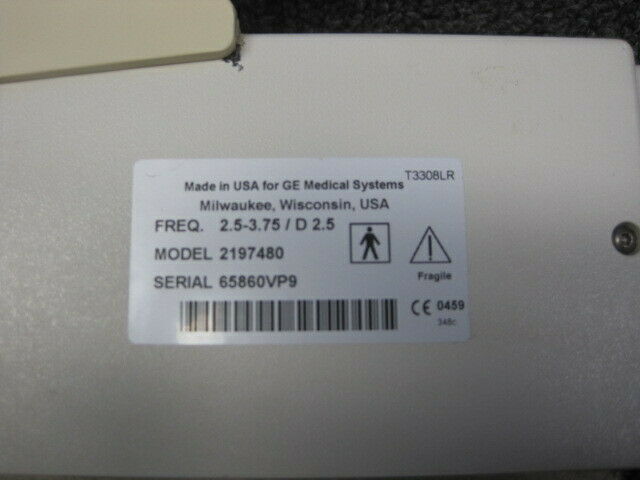 T3308LR
Made in USA for GE Medical Systems
Milwaukee, Wisconsin, USA
FREQ. 2.5-3.75 / D 2.5
MODEL 2197480
SERIAL 65860VP9
Fragile
CE 0459
348c